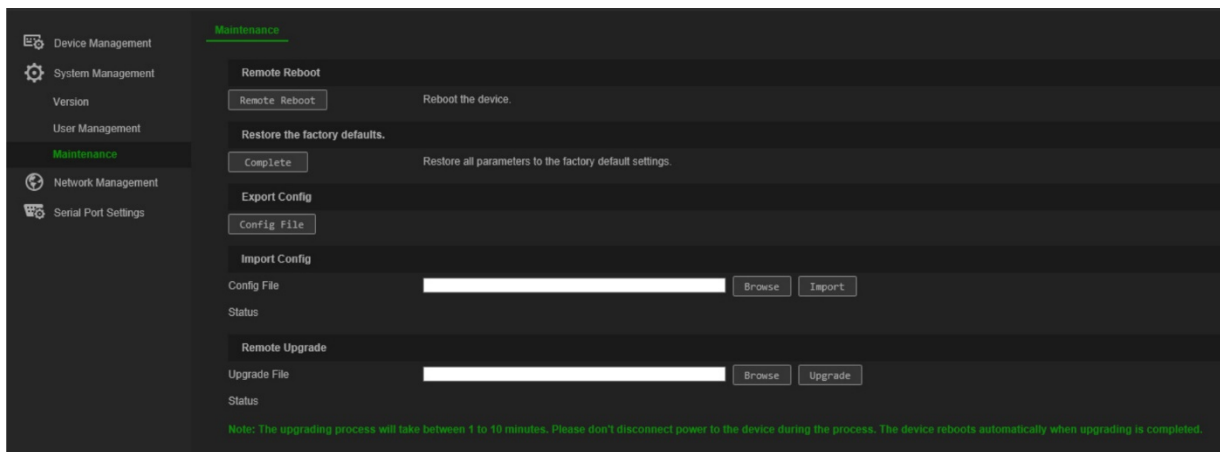 Device Management
System Management
Version
User Management
Maintenance
Network Management
Serial Port Settings
Maintenance
Remote Reboot
Remote Reboot Reboot the device.
Restore the factory defaults.
Complete Restore all parameters to the factory default settings.
Export Config
Config File
Import Config
Config File Browse Import
Status
Remote Upgrade
Upgrade File Browse Upgrade
Status
Note: The upgrading process will take between 1 to 10 minutes. Please don't disconnect power to the device during the process. The device reboots automatically when upgrading is completed.